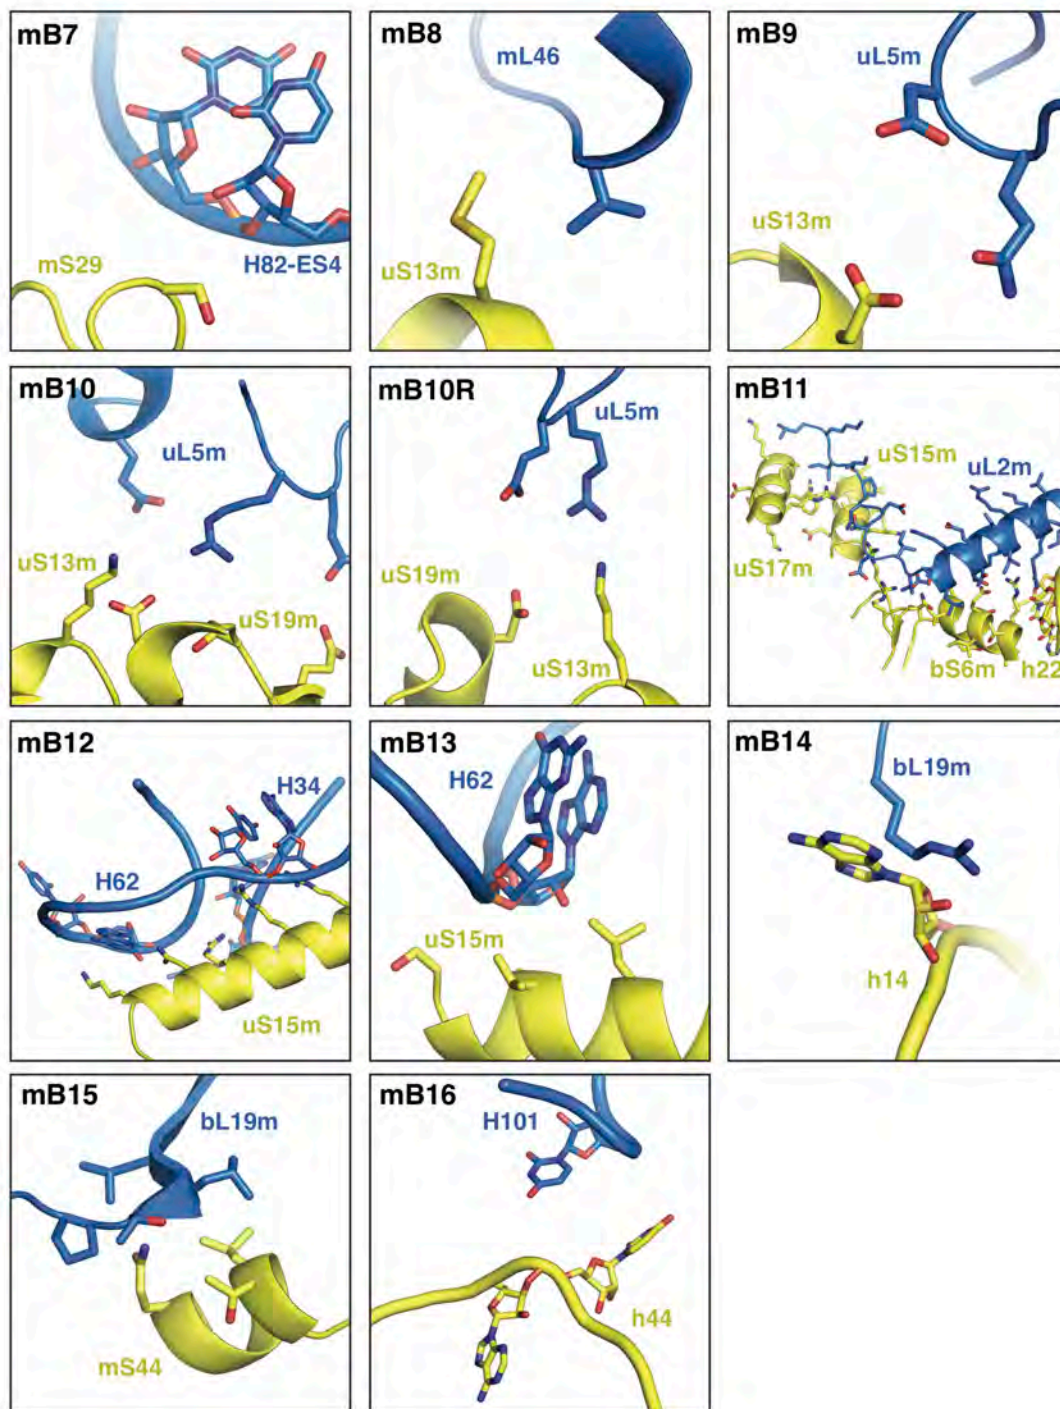 mB7
mS29
H82-ES4
mB8
mL46
uS13m
mB9
uL5m
uS13m
mB10
uL5m
uS13m
uS19m
mB10R
uL5m
uS19m
uS13m
mB11
uS15m
uL2m
uS17m
bS6m
h22
mB12
H34
H62
uS15m
mB13
H62
uS15m
mB14
bL19m
h14
mB15
bL19m
mS44
mB16
H101
h44